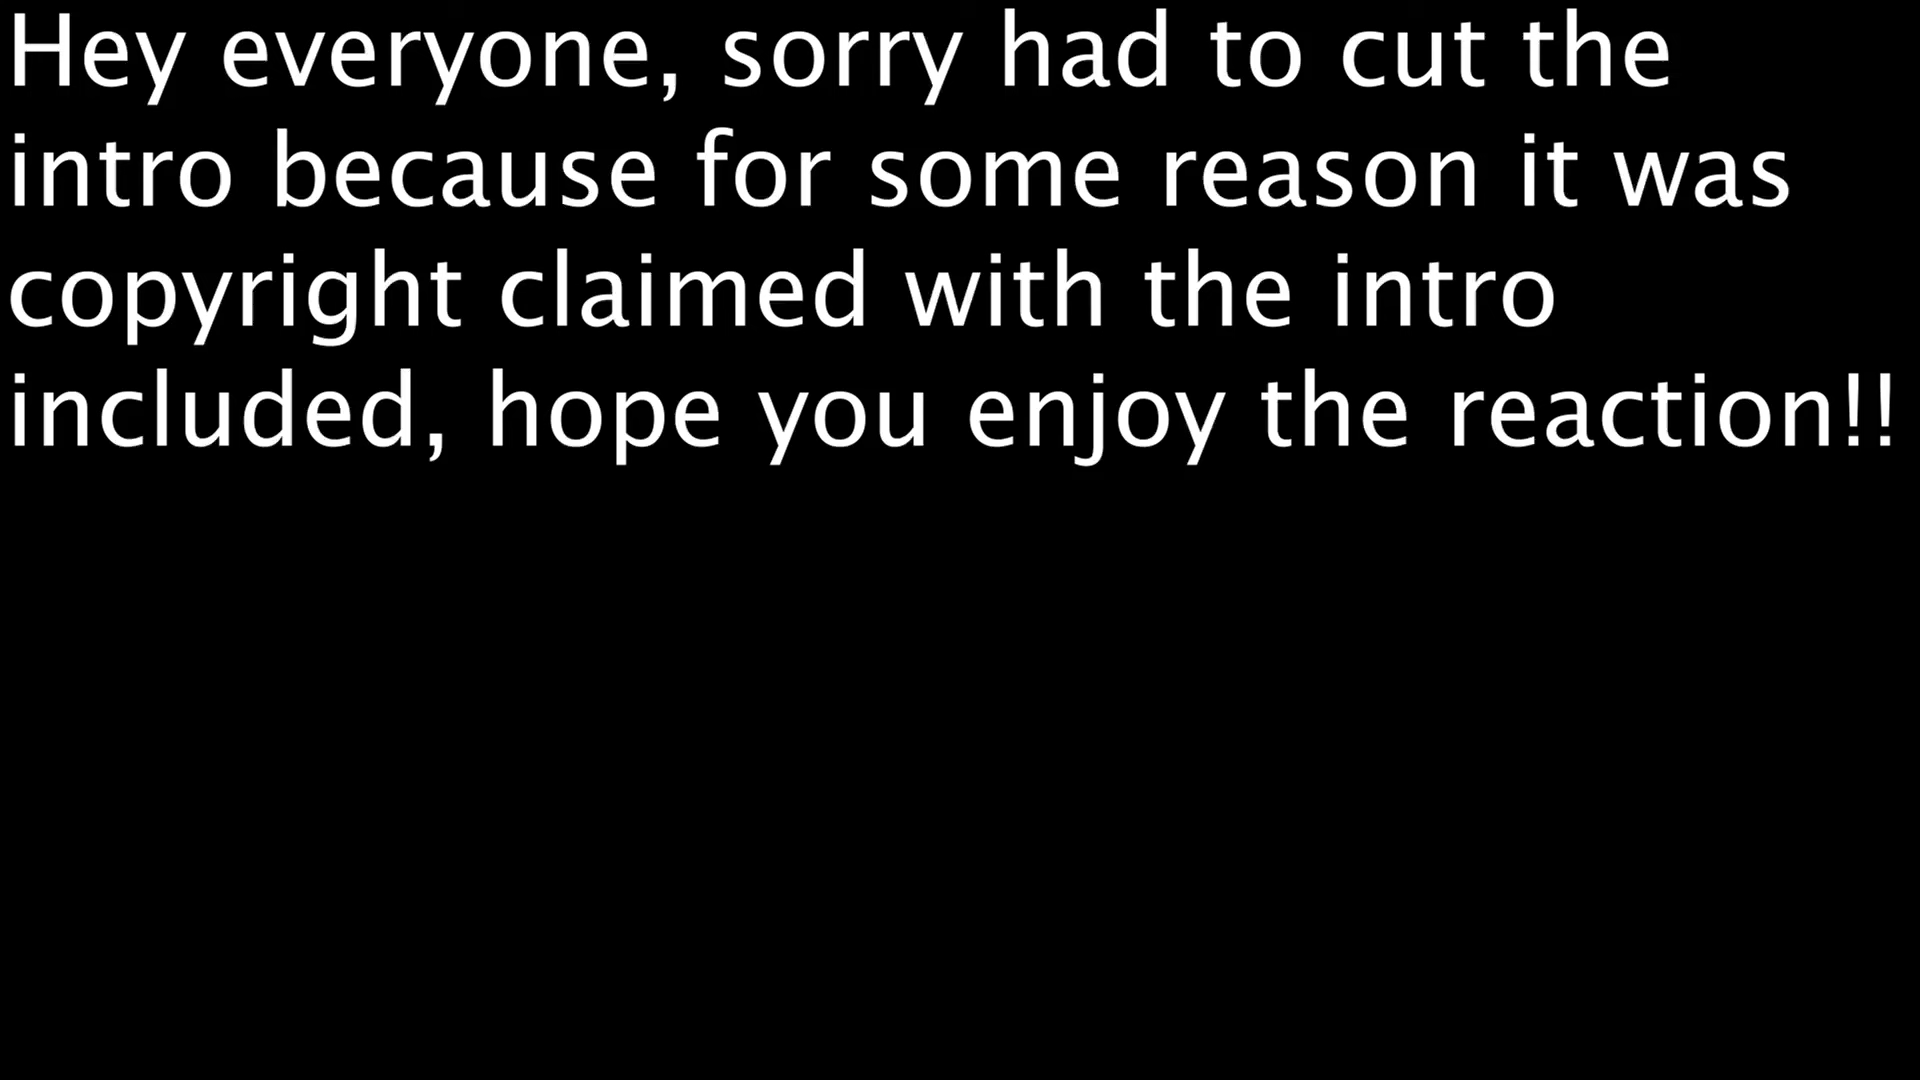 Hey everyone, sorry had to cut the
intro because for some reason it was
copyright claimed with the intro
included, hope you enjoy the reaction!!